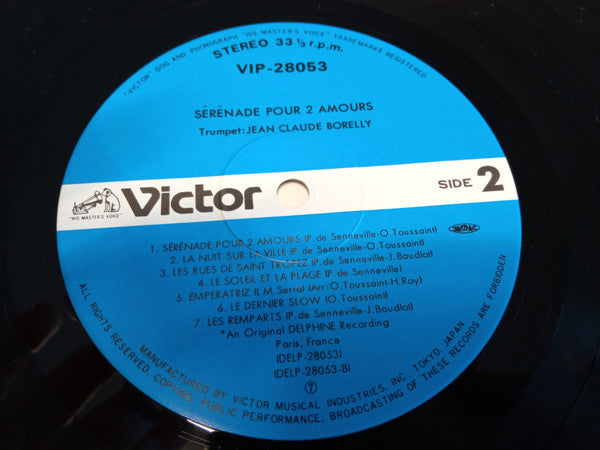 "VICTOR" DOG AND PHONOGRAPH "HIS MASTER'S VOICE" TRADEMARKS REGISTERED
STEREO 33 1/3 r.p.m.
VIP-28053
SÉRÉNADE POUR 2 AMOURS
Trumpet: JEAN CLAUDE BORELLY
"HIS MASTER'S VOICE"
Victor
SIDE 2
1. SÉRÉNADE POUR 2 AMOURS (P. de Senneville-O. Toussaint)
2. LA NUIT SUR LA VILLE (P. de Senneville-O. Toussaint)
3. LES RUES DE SAINT TROPEZ (P. de Senneville-J. Baudlot)
4. LE SOLEIL ET LA PLAGE (P. de Senneville)
5. EMPERATRIZ (L.M. Serra) (Arr: O. Toussaint-H. Ray)
6. LE DERNIER SLOW (O. Toussaint)
7. LES REMPARTS (P. de Senneville-J. Baudlot)
*An Original DELPHINE Recording
Paris, France
(DELP-28053)
(DELP-28053-B)
7
MANUFACTURED BY VICTOR MUSICAL INDUSTRIES, INC. TOKYO, JAPAN
ALL RIGHTS RESERVED. COPYING, PUBLIC PERFORMANCE, BROADCASTING OF THESE RECORDS ARE FORBIDDEN